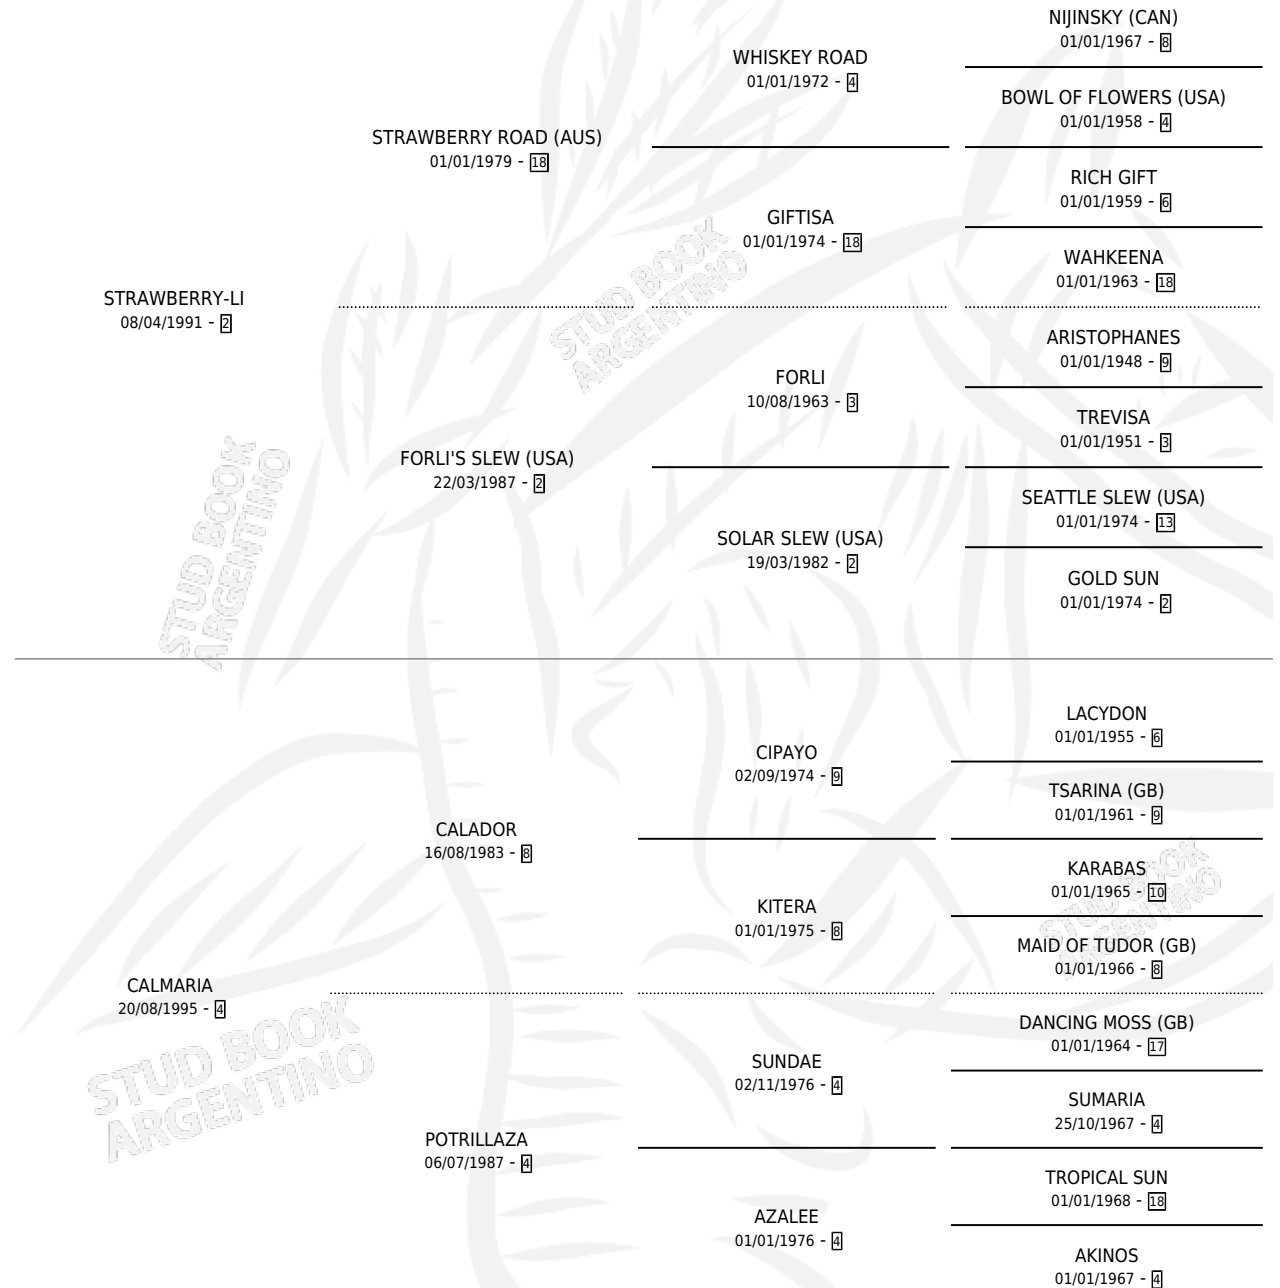 NIJINSKY (CAN)
01/01/1967 - 8
WHISKEY ROAD
01/01/1972 - 4
BOWL OF FLOWERS (USA)
01/01/1958 - 4
STRAWBERRY ROAD (AUS)
01/01/1979 - 18
RICH GIFT
01/01/1959 - 6
GIFTISA
01/01/1974 - 18
WAHKEENA
01/01/1963 - 18
STRAWBERRY-LI
08/04/1991 - 2
STUD BOOK
ARGENTINO
ARISTOPHANES
01/01/1948 - 9
FORLI
10/08/1963 - 3
TREVISA
01/01/1951 - 3
FORLI'S SLEW (USA)
22/03/1987 - 2
SEATTLE SLEW (USA)
01/01/1974 - 13
SOLAR SLEW (USA)
19/03/1982 - 2
GOLD SUN
01/01/1974 - 2
STUD BOOK
ARGENTINO
LACYDON
01/01/1955 - 6
CIPAYO
02/09/1974 - 9
TSARINA (GB)
01/01/1961 - 9
CALADOR
16/08/1983 - 8
KARABAS
01/01/1965 - 10
KITERA
01/01/1975 - 8
MAID OF TUDOR (GB)
01/01/1966 - 8
STUD BOOK
ARGENTINO
CALMARIA
20/08/1995 - 4
DANCING MOSS (GB)
01/01/1964 - 17
SUNDAE
02/11/1976 - 4
SUMARIA
25/10/1967 - 4
STUD BOOK
ARGENTINO
POTRILLAZA
06/07/1987 - 4
TROPICAL SUN
01/01/1968 - 18
AZALEE
01/01/1976 - 4
AKINOS
01/01/1967 - 4